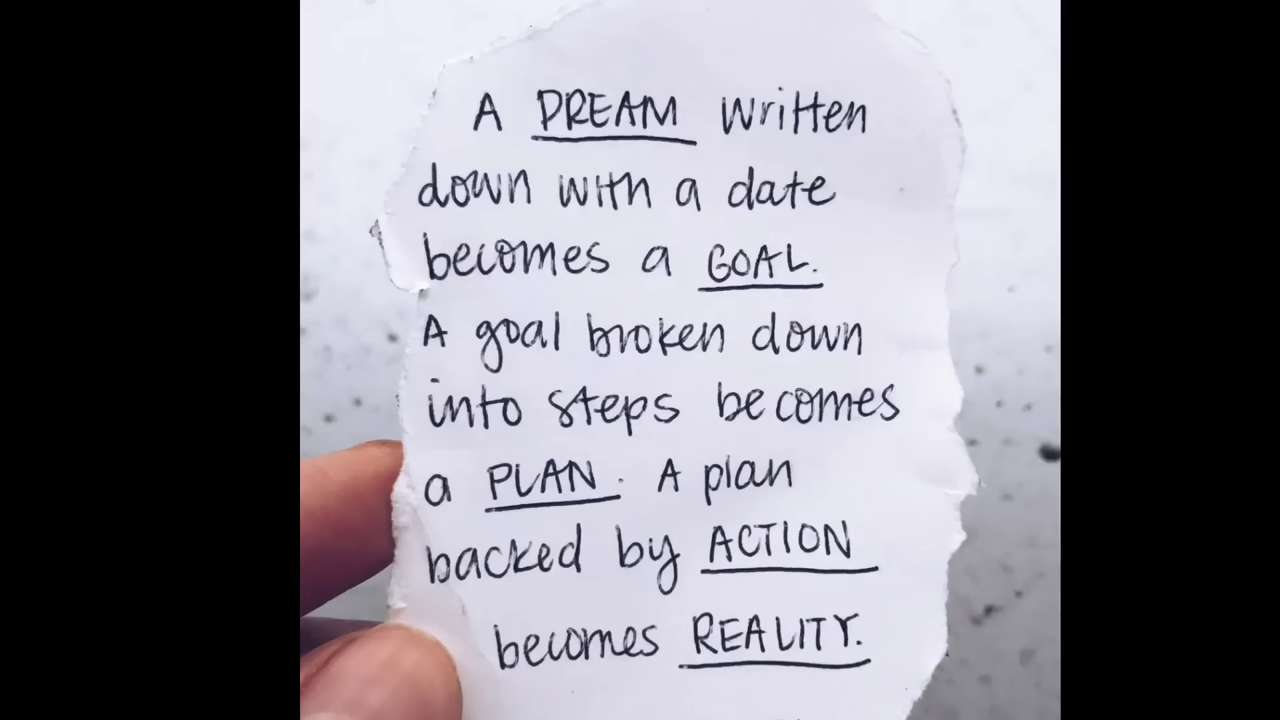 A DREAM written
down with a date
becomes a GOAL.
A goal broken down
into steps becomes
a PLAN. A plan
backed by ACTION
becomes REALITY.